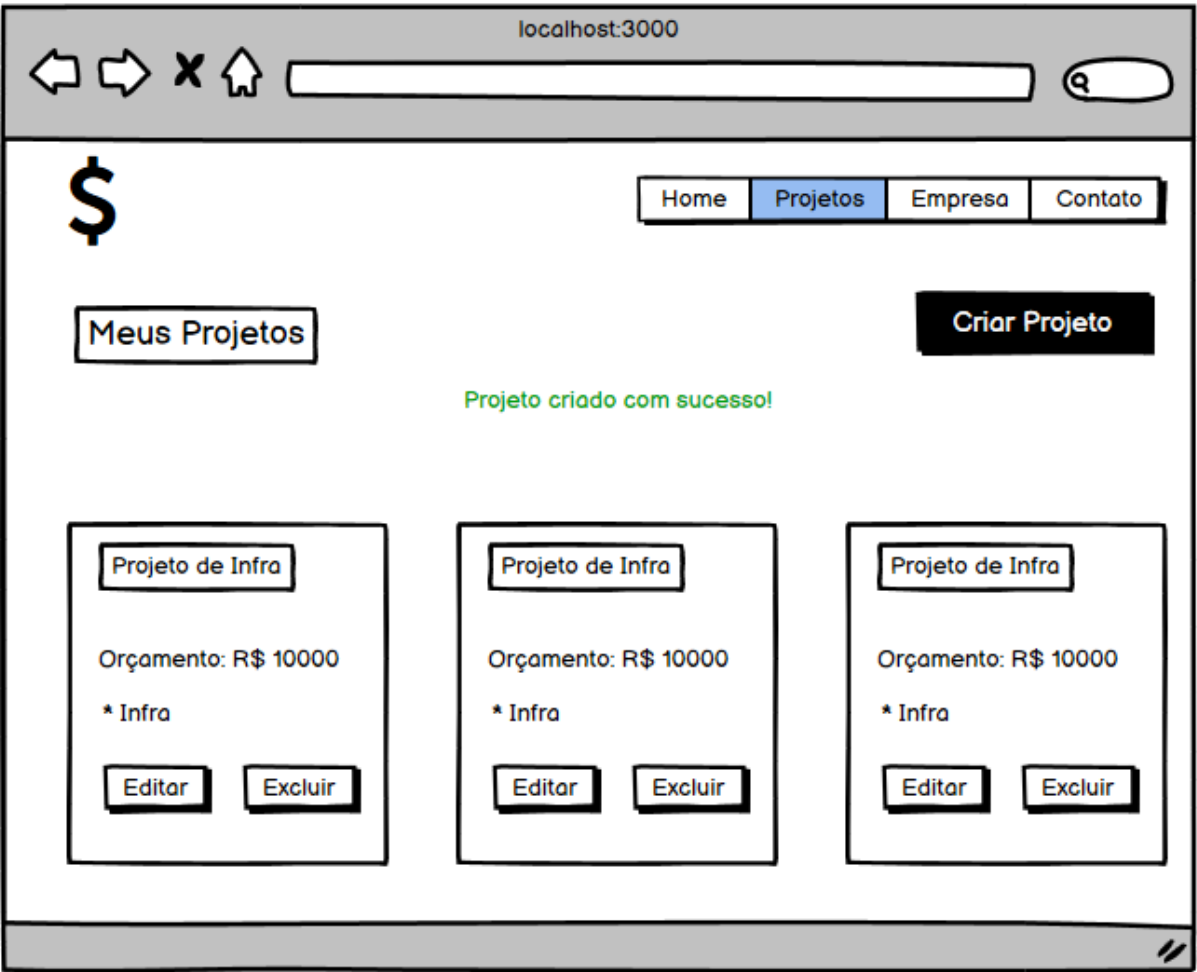 localhost:3000
$
Home Projetos Empresa Contato
Meus Projetos
Criar Projeto
Projeto criado com sucesso!
Projeto de Infra
Orçamento: R$ 10000
* Infra
Editar Excluir
Projeto de Infra
Orçamento: R$ 10000
* Infra
Editar Excluir
Projeto de Infra
Orçamento: R$ 10000
* Infra
Editar Excluir